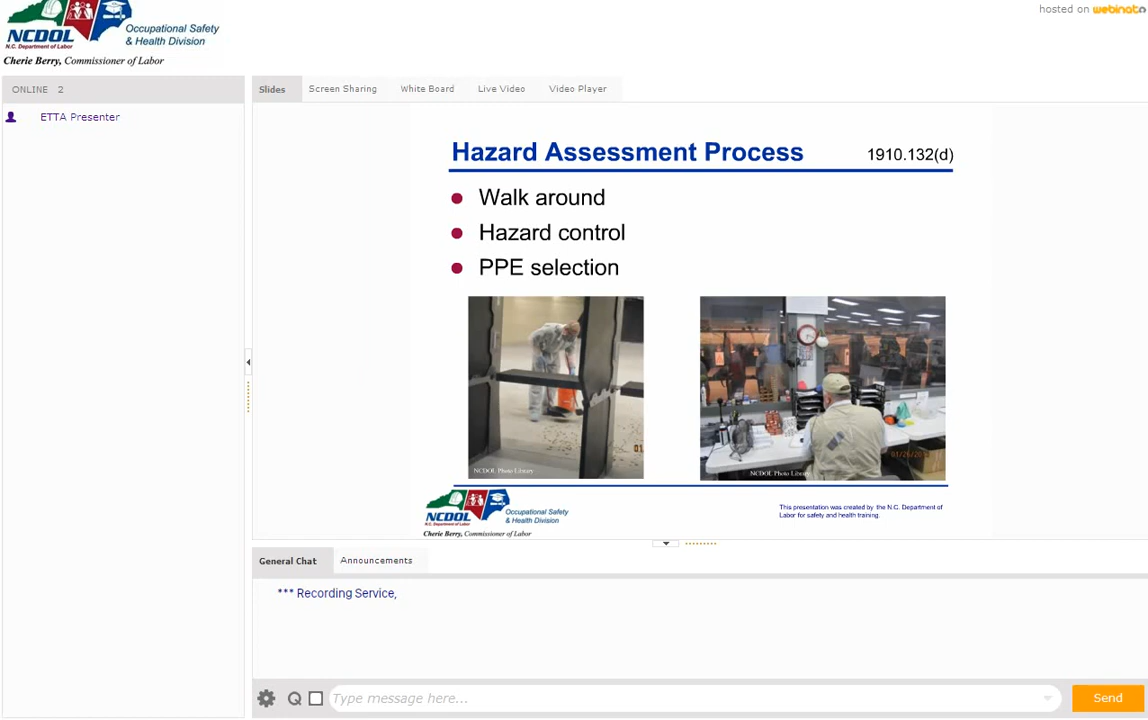 hosted on webinato
NCDOL
N.C. Department of Labor
Occupational Safety
& Health Division
Cherie Berry, Commissioner of Labor
ONLINE 2
Slides Screen Sharing White Board Live Video Video Player
ETTA Presenter
Hazard Assessment Process 1910.132(d)
Walk around
Hazard control
PPE selection
NCDOL Photo Library
NCDOL Photo Library
NCDOL
N.C. Department of Labor
Occupational Safety
& Health Division
Cherie Berry, Commissioner of Labor
This presentation was created by the N.C. Department of
Labor for safety and health training.
General Chat Announcements
*** Recording Service,
Q Type message here... Send